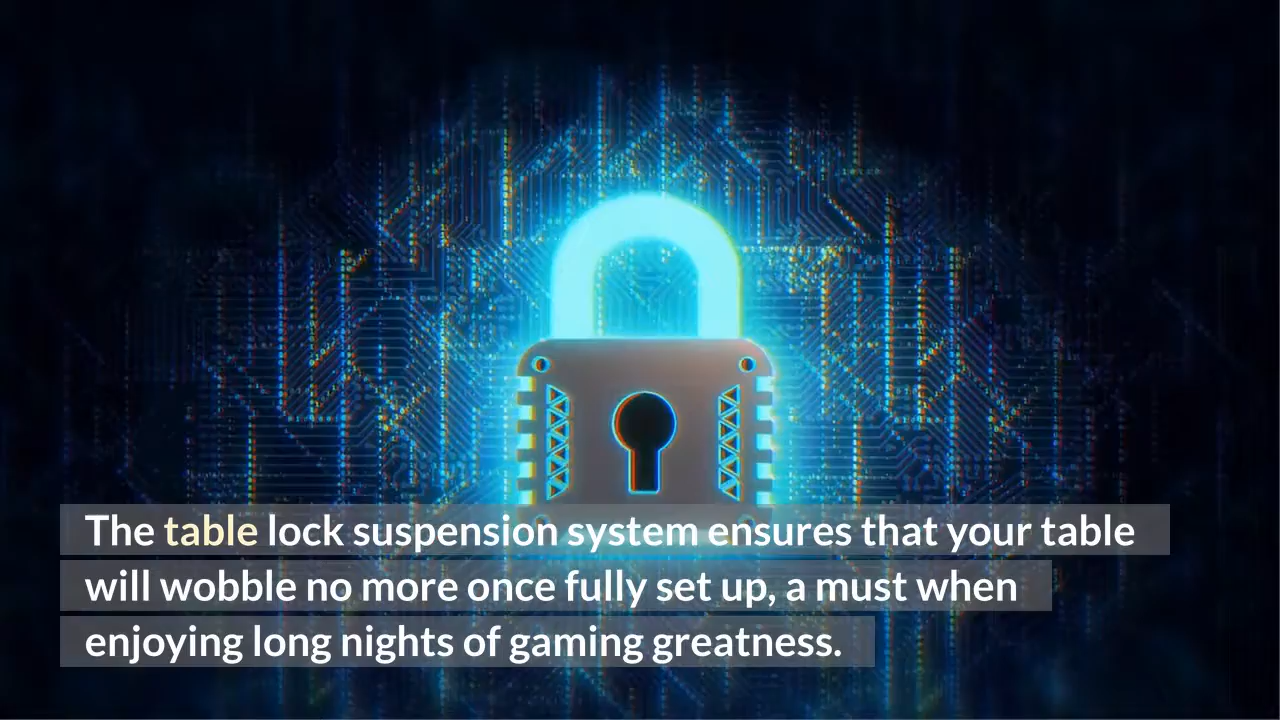 The table lock suspension system ensures that your table
will wobble no more once fully set up, a must when
enjoying long nights of gaming greatness.